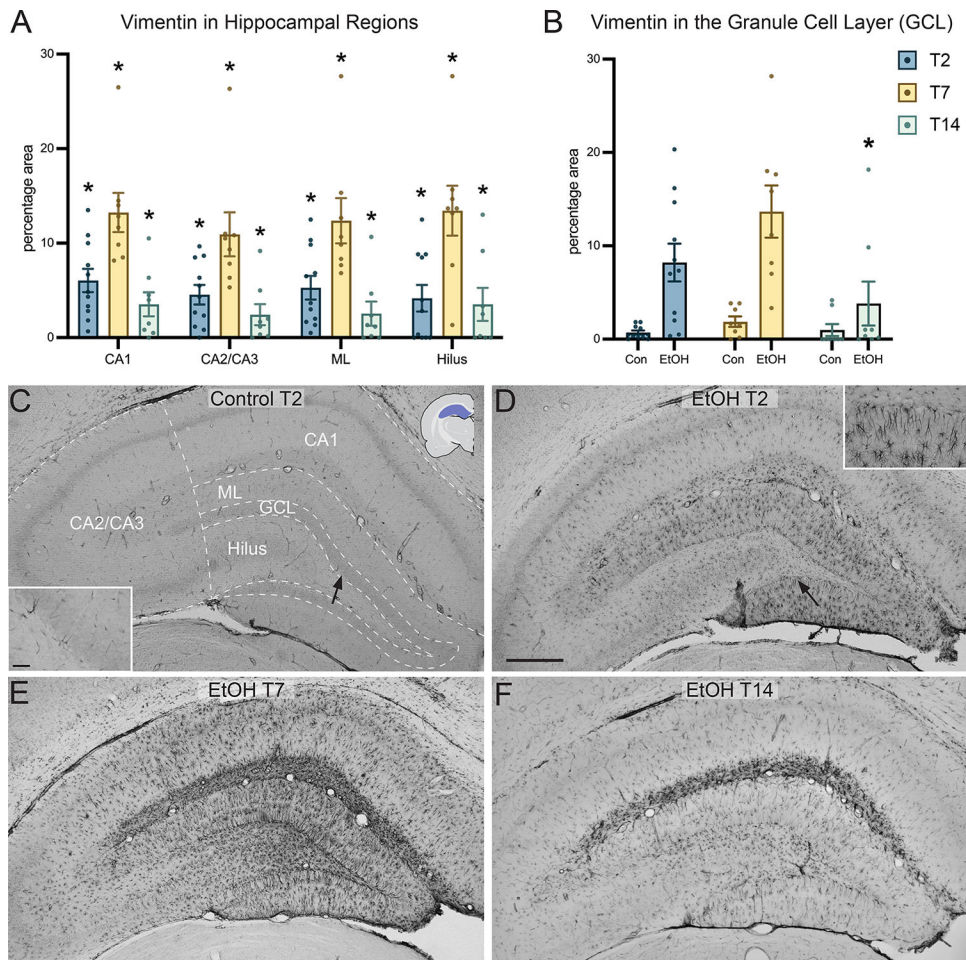 A
Vimentin in Hippocampal Regions
percentage area
30
20
10
0
* * * * * * * * * * * *
CA1 CA2/CA3 ML Hilus
B
Vimentin in the Granule Cell Layer (GCL)
percentage area
30
20
10
0
*
Con EtOH Con EtOH Con EtOH
T2
T7
T14
C
Control T2
CA1
ML
GCL
CA2/CA3
Hilus
D
EtOH T2
E
EtOH T7
F
EtOH T14